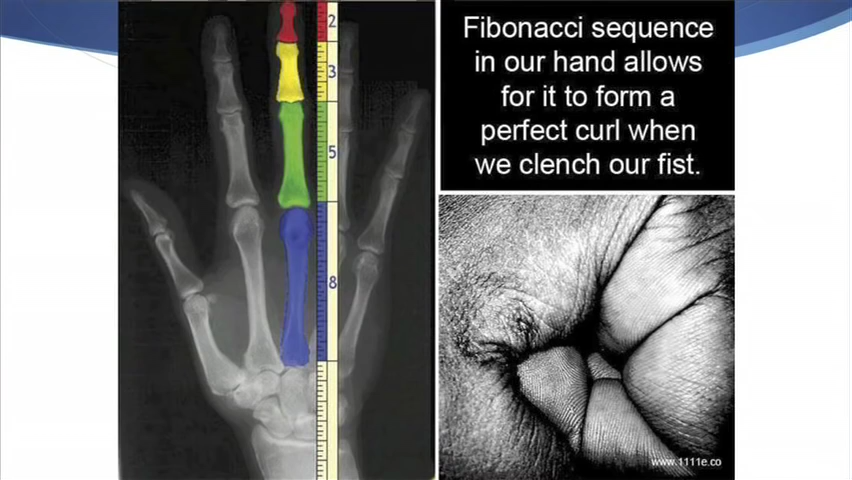 2
3
5
8
Fibonacci sequence
in our hand allows
for it to form a
perfect curl when
we clench our fist.
www.1111e.co